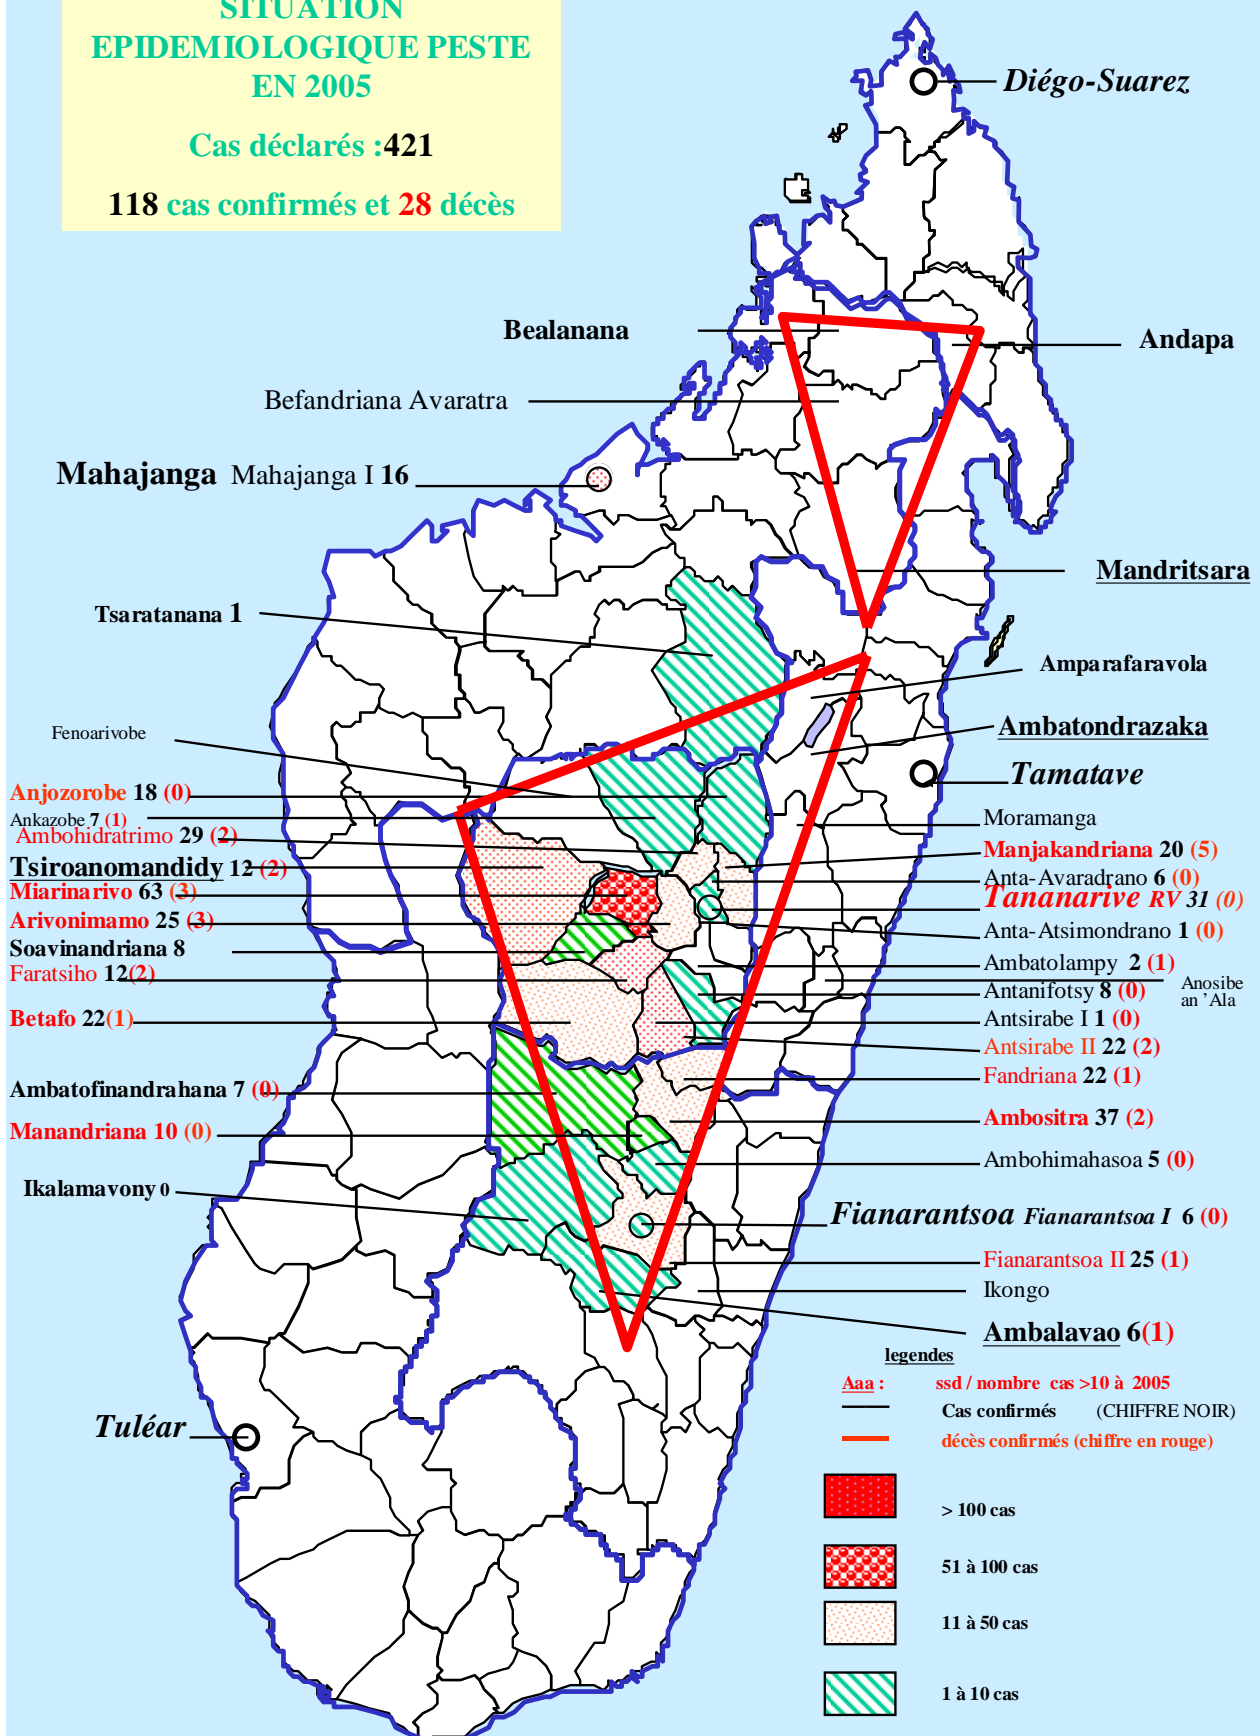 SITUATION
EPIDEMIOLOGIQUE PESTE
EN 2005
Cas déclarés :421
118 cas confirmés et 28 décès
Diégo-Suarez
Bealanana
Andapa
Befandriana Avaratra
Mahajanga Mahajanga I 16
Mandritsara
Tsaratanana 1
Amparafaravola
Ambatondrazaka
Fenoarivobe
Tamatave
Anjozorobe 18 (0)
Ankazobe 7 (1)
Ambohidratrimo 29 (2)
Tsiroanomandidy 12 (2)
Miarinarivo 63 (3)
Arivonimamo 25 (3)
Soavinandriana 8
Faratsiho 12(2)
Betafo 22(1)
Ambatofinandrahana 7 (0)
Manandriana 10 (0)
Ikalamavony 0
Moramanga
Manjakandriana 20 (5)
Anta-Avaradrano 6 (0)
Tananarive RV 31 (0)
Anta-Atsimondrano 1 (0)
Ambatolampy 2 (1)
Anosibe
an 'Ala
Antanifotsy 8 (0)
Antsirabe I 1 (0)
Antsirabe II 22 (2)
Fandriana 22 (1)
Ambositra 37 (2)
Ambohimahasoa 5 (0)
Fianarantsoa Fianarantsoa I 6 (0)
Fianarantsoa II 25 (1)
Ikongo
Ambalavao 6(1)
Tuléar
legendes
Aaa : ssd / nombre cas >10 à 2005
Cas confirmés (CHIFFRE NOIR)
décès confirmés (chiffre en rouge)
> 100 cas
51 à 100 cas
11 à 50 cas
1 à 10 cas